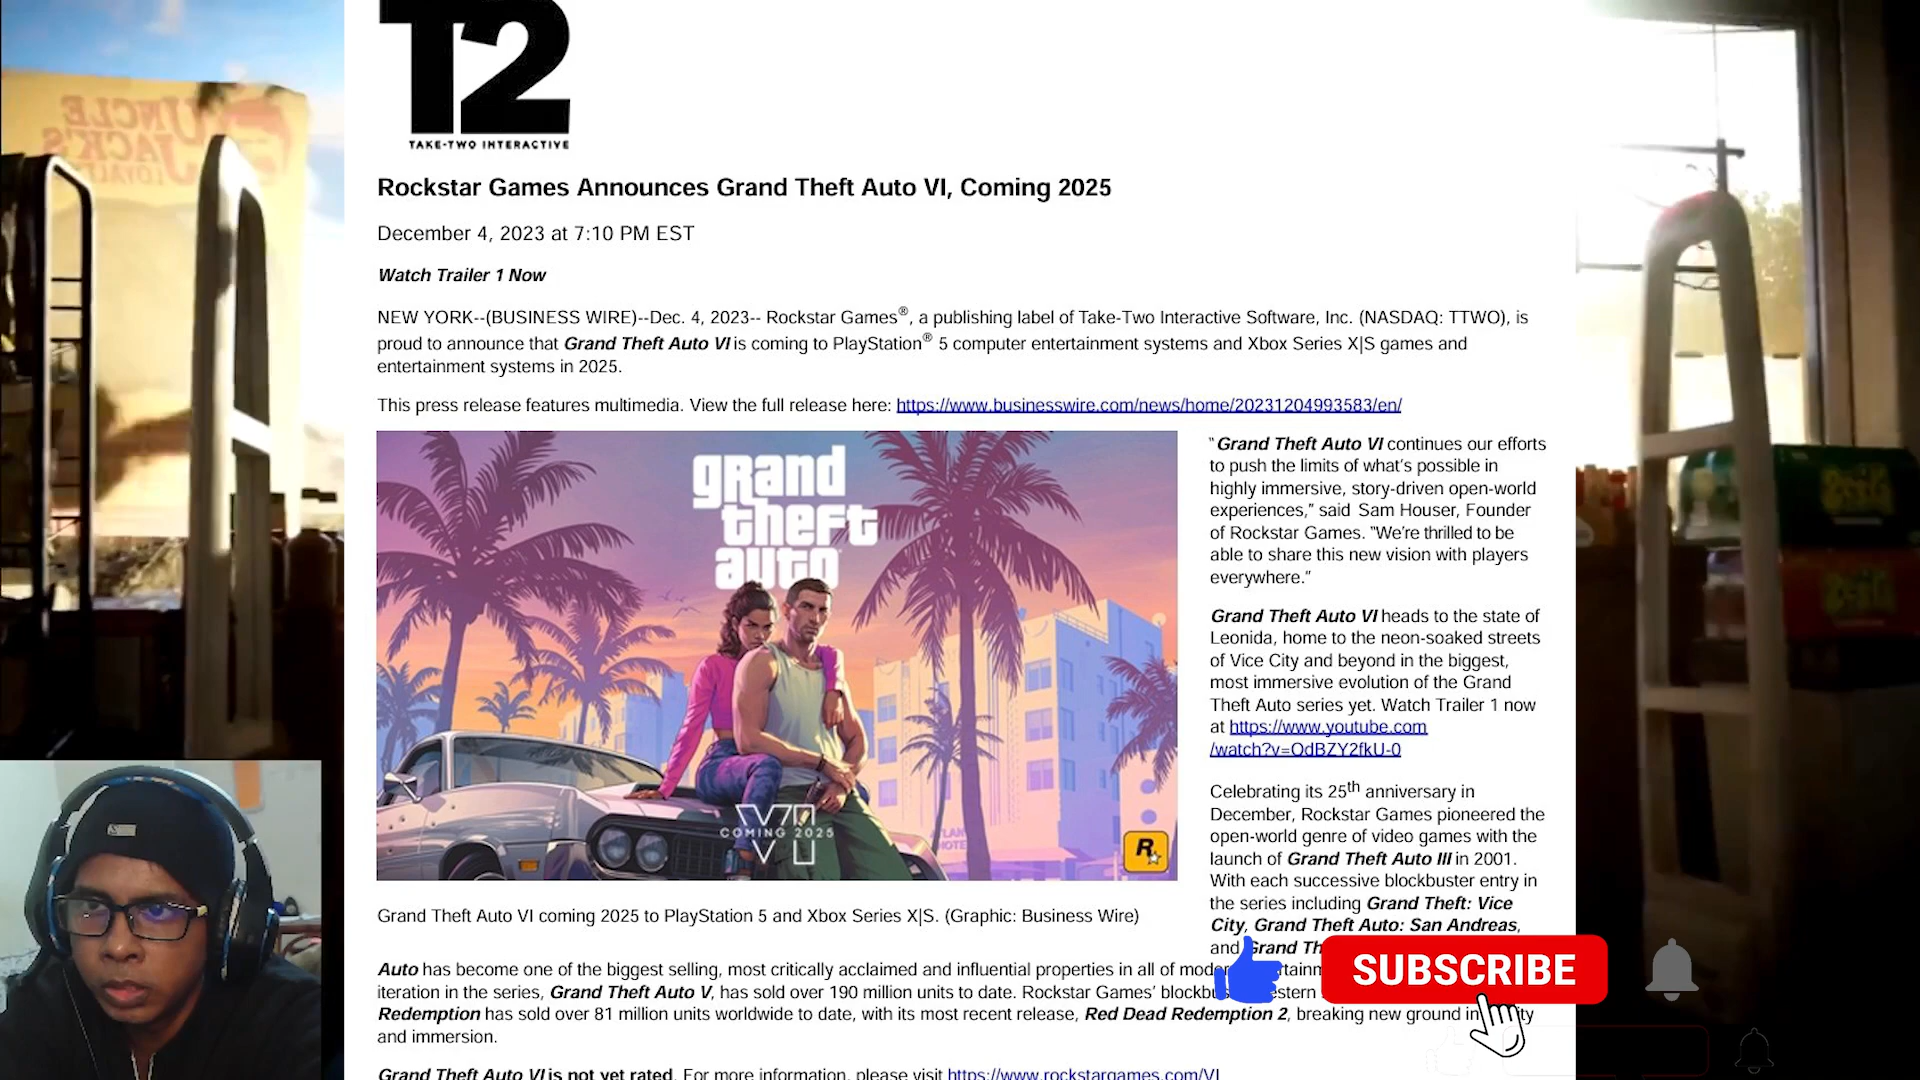 T2
TAKE-TWO INTERACTIVE
UNCLE
JACK'S
Rockstar Games Announces Grand Theft Auto VI, Coming 2025
December 4, 2023 at 7:10 PM EST
Watch Trailer 1 Now
NEW YORK--(BUSINESS WIRE)--Dec. 4, 2023-- Rockstar Games®, a publishing label of Take-Two Interactive Software, Inc. (NASDAQ: TTWO), is
proud to announce that Grand Theft Auto VI is coming to PlayStation® 5 computer entertainment systems and Xbox Series X|S games and
entertainment systems in 2025.
This press release features multimedia. View the full release here: https://www.businesswire.com/news/home/20231204993583/en/
grand
theft
auto
VI
COMING 2025
R
"Grand Theft Auto VI continues our efforts
to push the limits of what's possible in
highly immersive, story-driven open-world
experiences," said Sam Houser, Founder
of Rockstar Games. "We're thrilled to be
able to share this new vision with players
everywhere."
Grand Theft Auto VI heads to the state of
Leonida, home to the neon-soaked streets
of Vice City and beyond in the biggest,
most immersive evolution of the Grand
Theft Auto series yet. Watch Trailer 1 now
at https://www.youtube.com
/watch?v=QdBZY2fkU-0
Celebrating its 25th anniversary in
December, Rockstar Games pioneered the
open-world genre of video games with the
launch of Grand Theft Auto III in 2001.
With each successive blockbuster entry in
the series including Grand Theft: Vice
City, Grand Theft Auto: San Andreas,
and Grand
Grand Theft Auto VI coming 2025 to PlayStation 5 and Xbox Series X|S. (Graphic: Business Wire)
Auto has become one of the biggest selling, most critically acclaimed and influential properties in all of
iteration in the series, Grand Theft Auto V, has sold over 190 million units to date. Rockstar Games'
Redemption has sold over 81 million units worldwide to date, with its most recent release, Red Dead Redemption 2, breaking new ground in
and immersion.
Grand Theft Auto VI is not yet rated. For more information, please visit https://www.rockstargames.com/VI
SUBSCRIBE